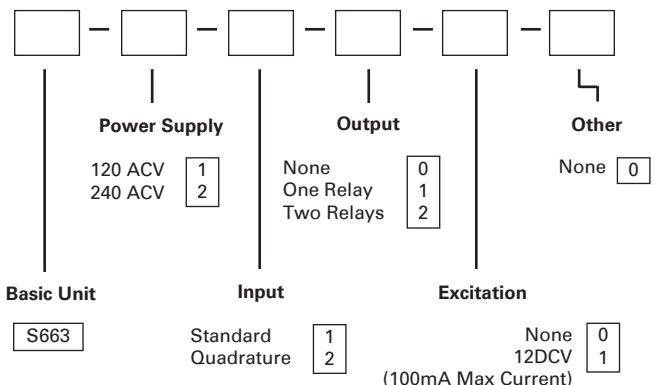 Power Supply
120 ACV 1
240 ACV 2
Output
None 0
One Relay 1
Two Relays 2
Other
None 0
Basic Unit
S663
Input
Standard 1
Quadrature 2
Excitation
None 0
12DCV 1
(100mA Max Current)